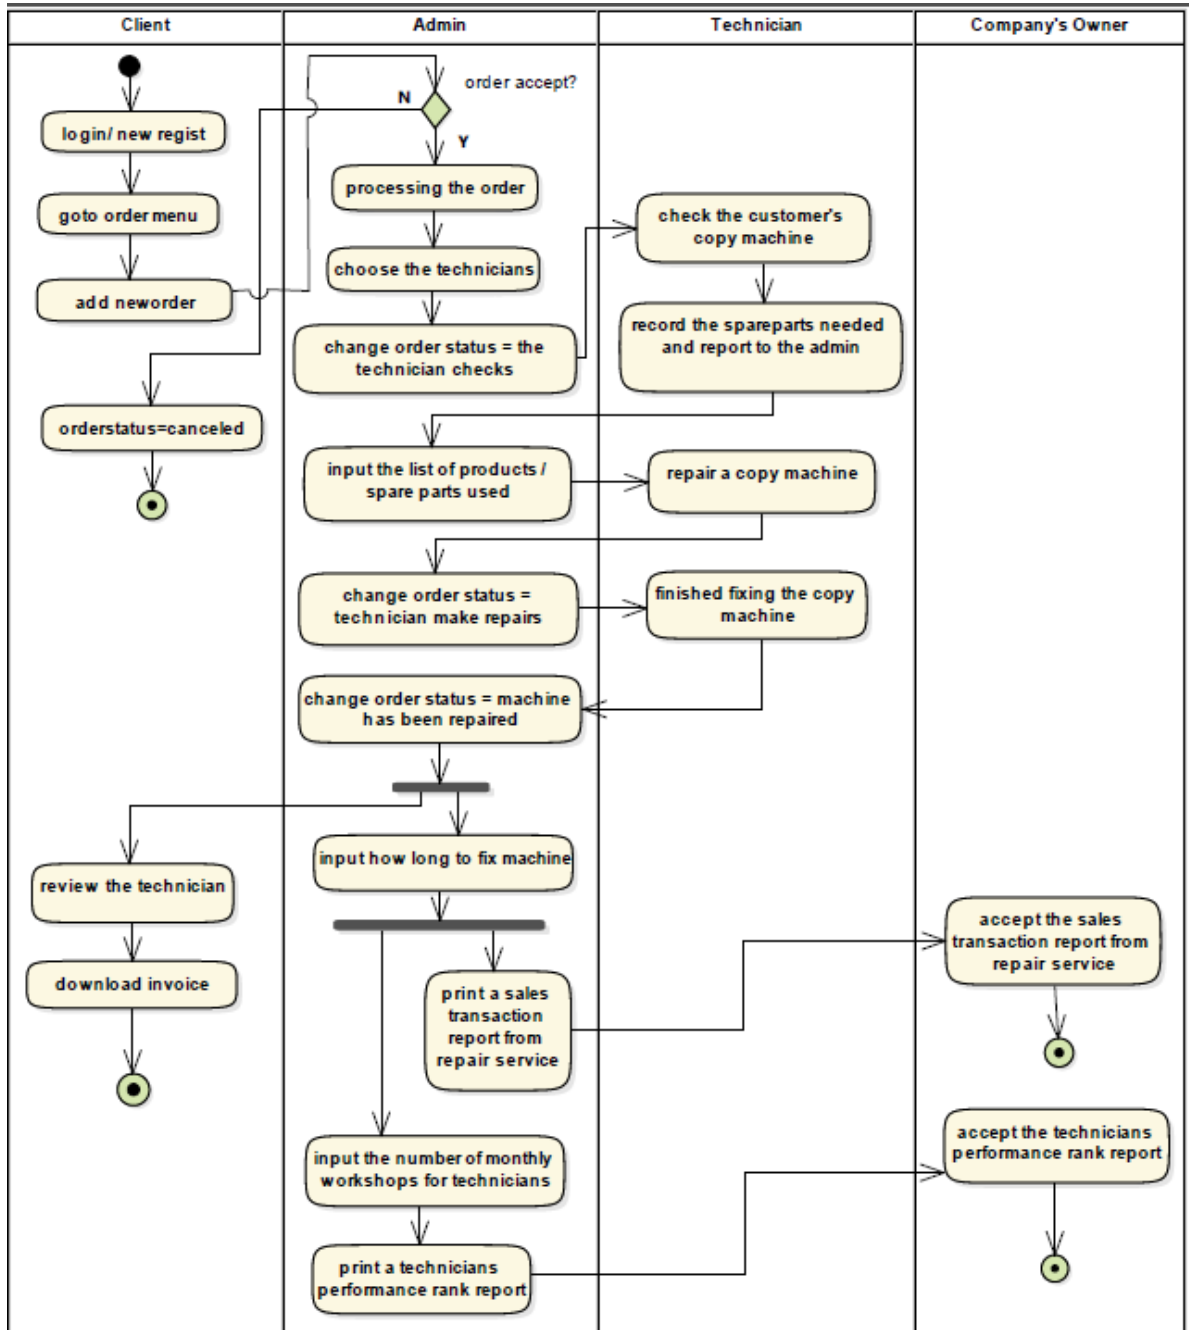 Client
Admin
Technician
Company's Owner
order accept?
N
Y
login/ new regist
goto ordermenu
add neworder
orderstatus=canceled
processing the order
choose the technicians
change order status = the
technician checks
check the customer's
copy machine
record the spareparts needed
and report to the admin
input the list of products /
spare parts used
repair a copy machine
change order status =
technician make repairs
finished fixing the copy
machine
change order status = machine
has been repaired
input how long to fix machine
review the technician
download invoice
print a sales
transaction
report from
repair service
accept the sales
transaction report from
repair service
input the number of monthly
workshops for technicians
print a technicians
performance rank report
accept the technicians
performance rank report